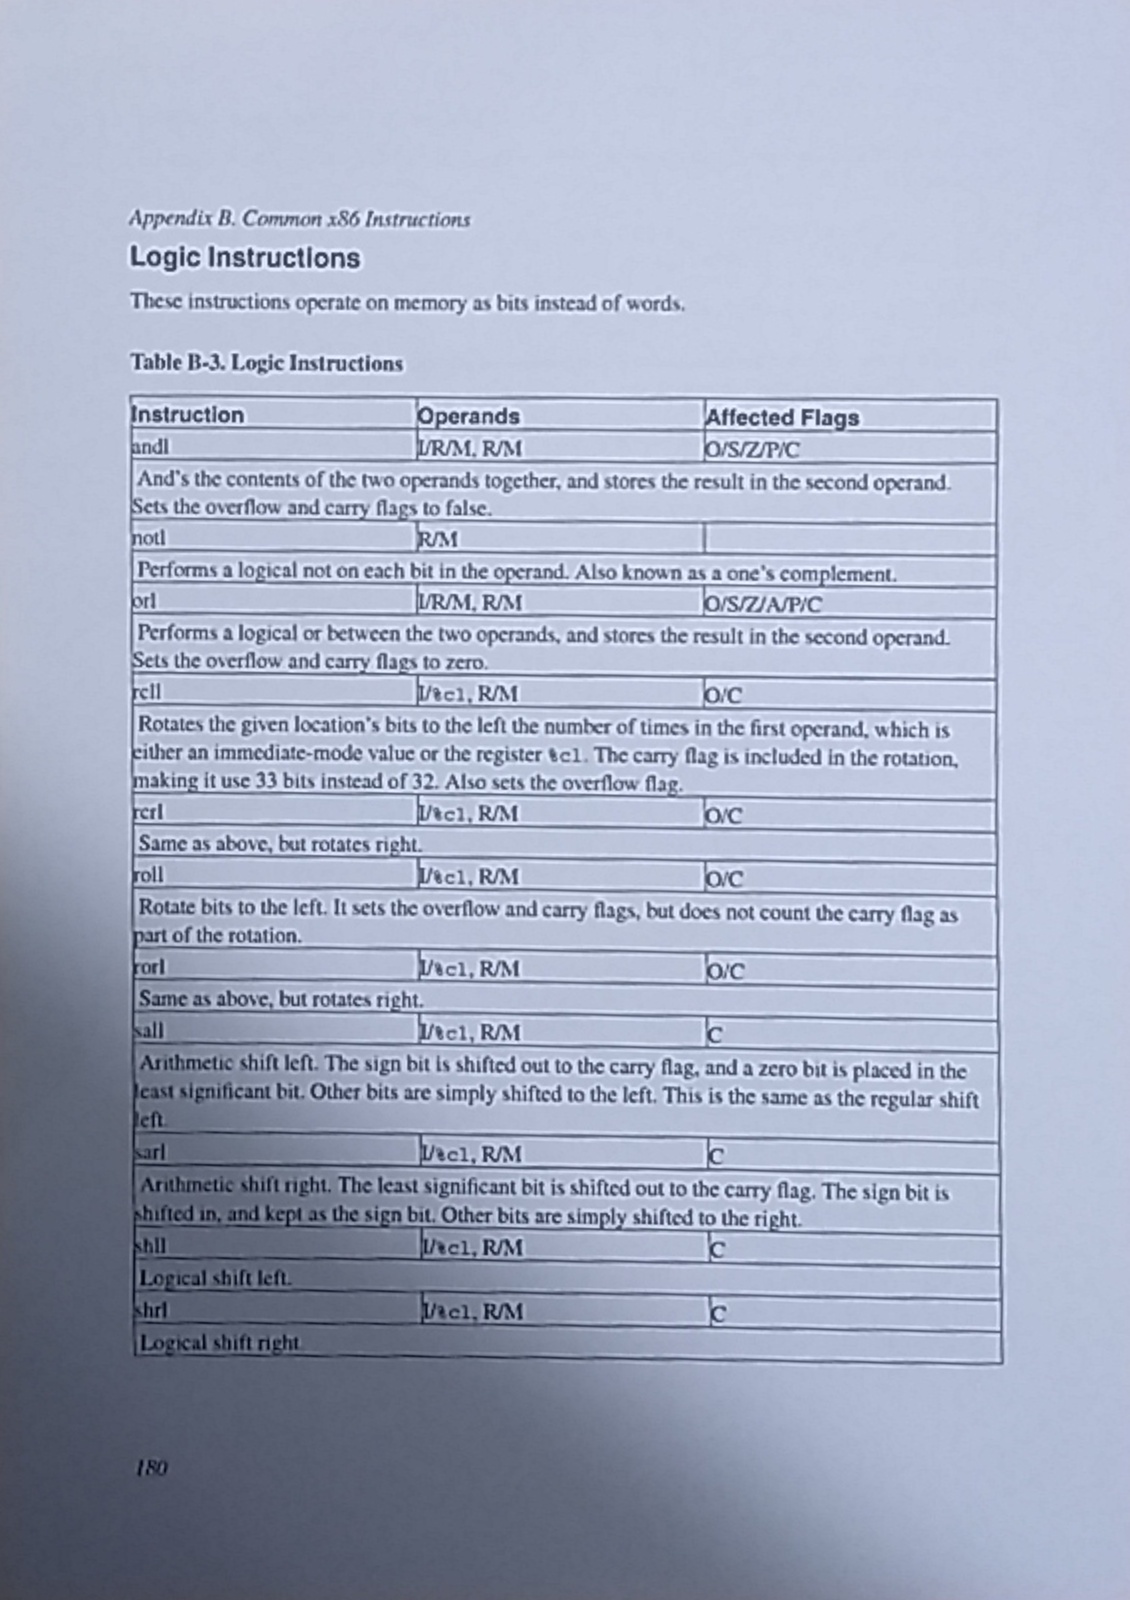 Appendix B. Common x86 Instructions
Logic Instructions
These instructions operate on memory as bits instead of words.
Table B-3. Logic Instructions
Instruction Operands Affected Flags
andl I/R/M, R/M O/S/Z/P/C
And's the contents of the two operands together, and stores the result in the second operand.
Sets the overflow and carry flags to false.
notl R/M
Performs a logical not on each bit in the operand. Also known as a one's complement.
orl I/R/M, R/M O/S/Z/A/P/C
Performs a logical or between the two operands, and stores the result in the second operand.
Sets the overflow and carry flags to zero.
rcll I/%cl, R/M O/C
Rotates the given location's bits to the left the number of times in the first operand, which is
either an immediate-mode value or the register %cl. The carry flag is included in the rotation,
making it use 33 bits instead of 32. Also sets the overflow flag.
rcrl I/%cl, R/M O/C
Same as above, but rotates right.
roll I/%cl, R/M O/C
Rotate bits to the left. It sets the overflow and carry flags, but does not count the carry flag as
part of the rotation.
rorl I/%cl, R/M O/C
Same as above, but rotates right.
sall I/%cl, R/M C
Arithmetic shift left. The sign bit is shifted out to the carry flag, and a zero bit is placed in the
least significant bit. Other bits are simply shifted to the left. This is the same as the regular shift
left.
sarl I/%cl, R/M C
Arithmetic shift right. The least significant bit is shifted out to the carry flag. The sign bit is
shifted in, and kept as the sign bit. Other bits are simply shifted to the right.
shll I/%cl, R/M C
Logical shift left.
shrl I/%cl, R/M C
Logical shift right.
180